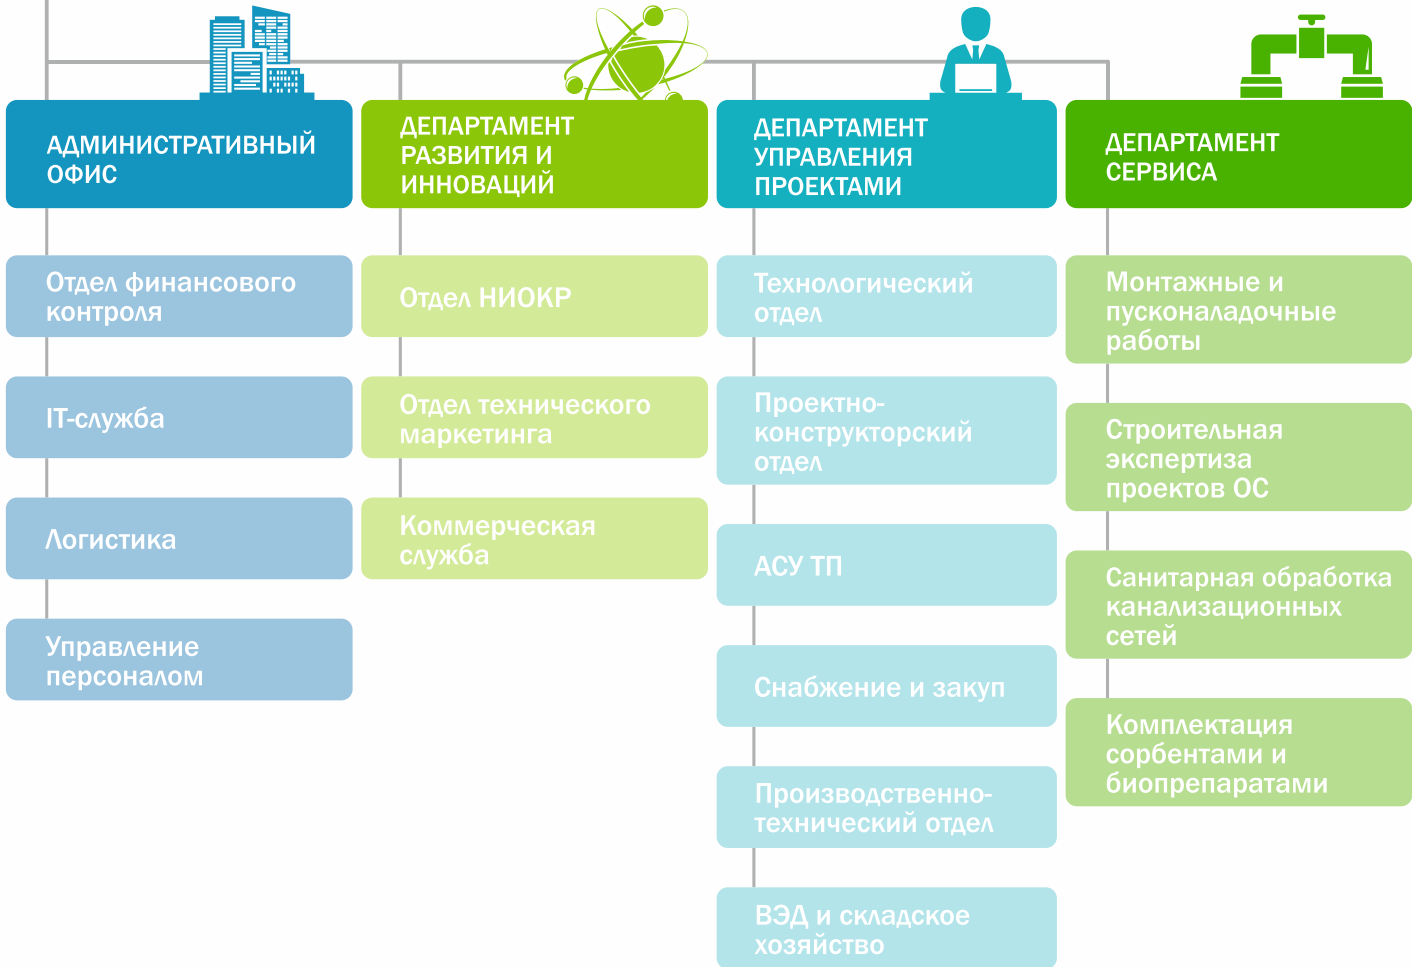 АДМИНИСТРАТИВНЫЙ
ОФИС
Отдел финансового
контроля
IT-служба
Логистика
Управление
персоналом
ДЕПАРТАМЕНТ
РАЗВИТИЯ И
ИННОВАЦИЙ
Отдел НИОКР
Отдел технического
маркетинга
Коммерческая
служба
ДЕПАРТАМЕНТ
УПРАВЛЕНИЯ
ПРОЕКТАМИ
Технологический
отдел
Проектно-
конструкторский
отдел
АСУ ТП
Снабжение и закуп
Производственно-
технический отдел
ВЭД и складское
хозяйство
ДЕПАРТАМЕНТ
СЕРВИСА
Монтажные и
пусконаладочные
работы
Строительная
экспертиза
проектов ОС
Санитарная обработка
канализационных
сетей
Комплектация
сорбентами и
биопрепаратами